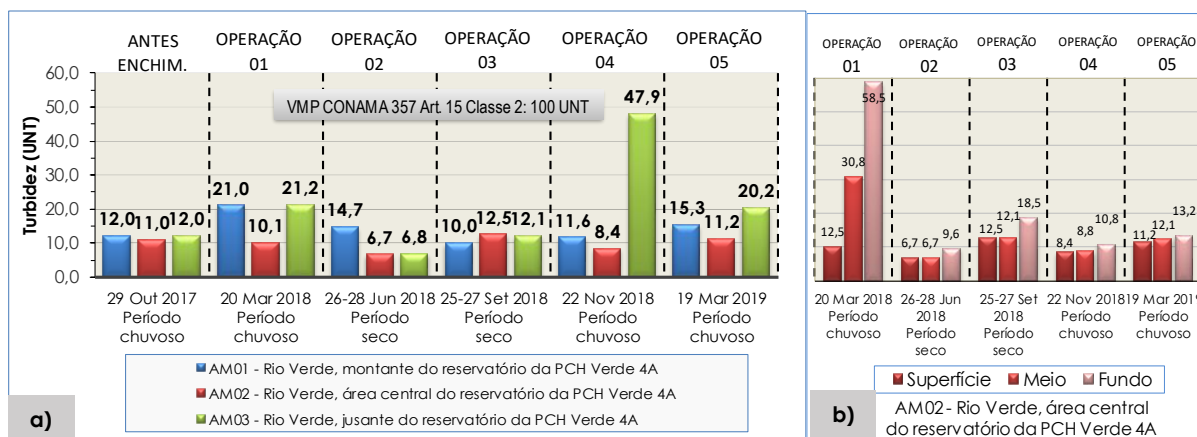 ANTES
ENCHIM.
OPERAÇÃO
01
OPERAÇÃO
02
OPERAÇÃO
03
OPERAÇÃO
04
OPERAÇÃO
05
Turbidez (UNT)
60,0
50,0
40,0
30,0
20,0
10,0
0,0
VMP CONAMA 357 Art. 15 Classe 2: 100 UNT
12,0 11,0 12,0
21,0 10,1 21,2
14,7 6,7 6,8
10,0 12,5 12,1
11,6 8,4 47,9
15,3 11,2 20,2
29 Out 2017
Período
chuvoso
20 Mar 2018
Período
chuvoso
26-28 Jun 2018
Período
seco
25-27 Set 2018
Período
seco
22 Nov 2018
Período
chuvoso
19 Mar 2019
Período
chuvoso
AM01 - Rio Verde, montante do reservatório da PCH Verde 4A
AM02 - Rio Verde, área central do reservatório da PCH Verde 4A
AM03 - Rio Verde, jusante do reservatório da PCH Verde 4A
a)
OPERAÇÃO
01
OPERAÇÃO
02
OPERAÇÃO
03
OPERAÇÃO
04
OPERAÇÃO
05
12,5 30,8 58,5
6,7 6,7 9,6
12,5 12,1 18,5
8,4 8,8 10,8
11,2 12,1 13,2
20 Mar 2018
Período
chuvoso
26-28 Jun
2018
Período
seco
25-27 Set
2018
Período
seco
22 Nov 2018
Período
chuvoso
19 Mar 2019
Período
chuvoso
Superfície Meio Fundo
b)
AM02 - Rio Verde, área central
do reservatório da PCH Verde 4A